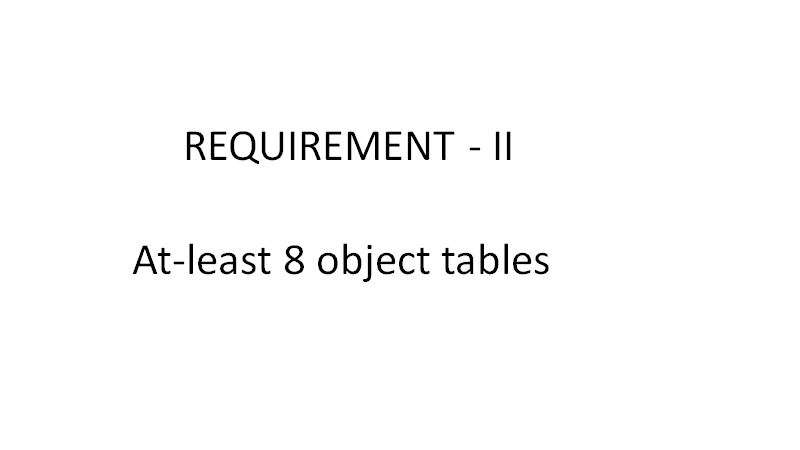 REQUIREMENT - II
At-least 8 object tables